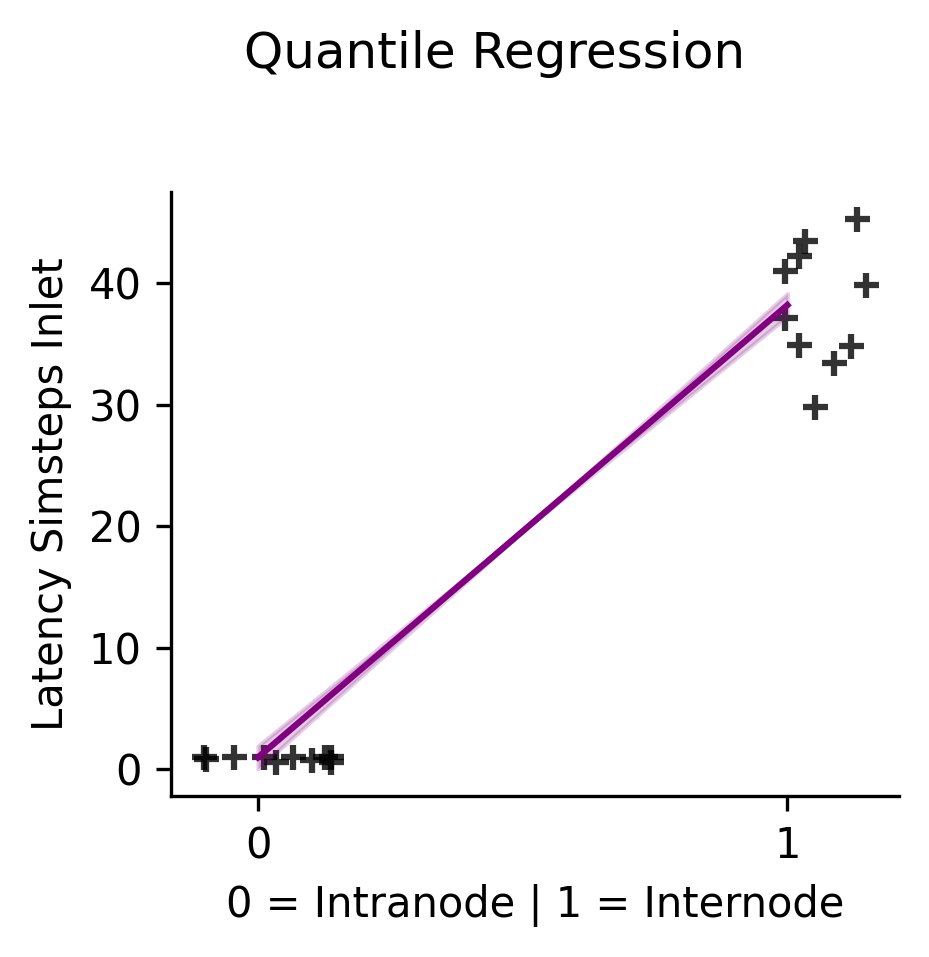 Quantile Regression
Latency Simsteps Inlet
40
30
20
10
0
0
1
0 = Intranode | 1 = Internode